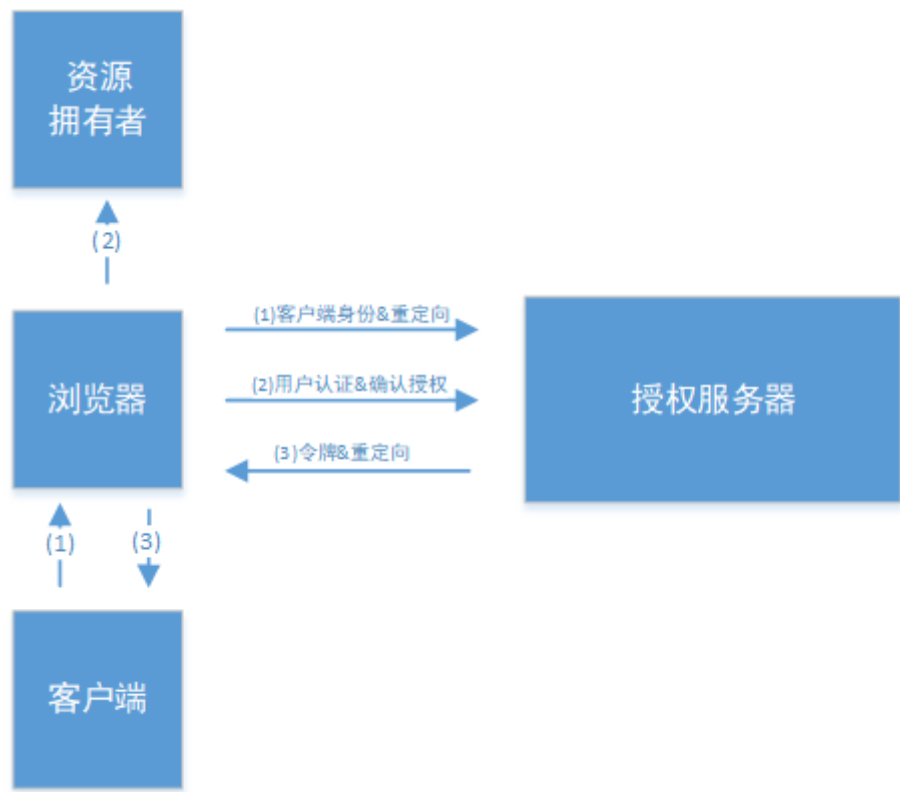 资源
拥有者
(2)
(1)客户端身份&重定向
浏览器
(2)用户认证&确认授权
授权服务器
(3)令牌&重定向
(1)
(3)
客户端